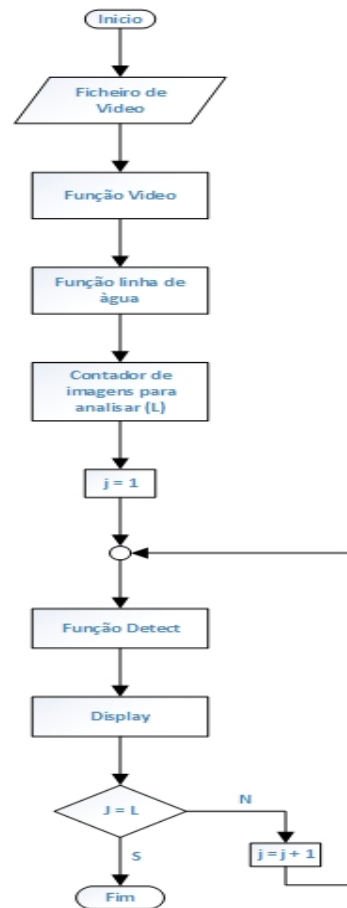 Inicio
Ficheiro de
Video
Função Video
Função linha de
àgua
Contador de
imagens para
analisar (L)
j = 1
Função Detect
Display
J = L
N
j = j + 1
S
Fim